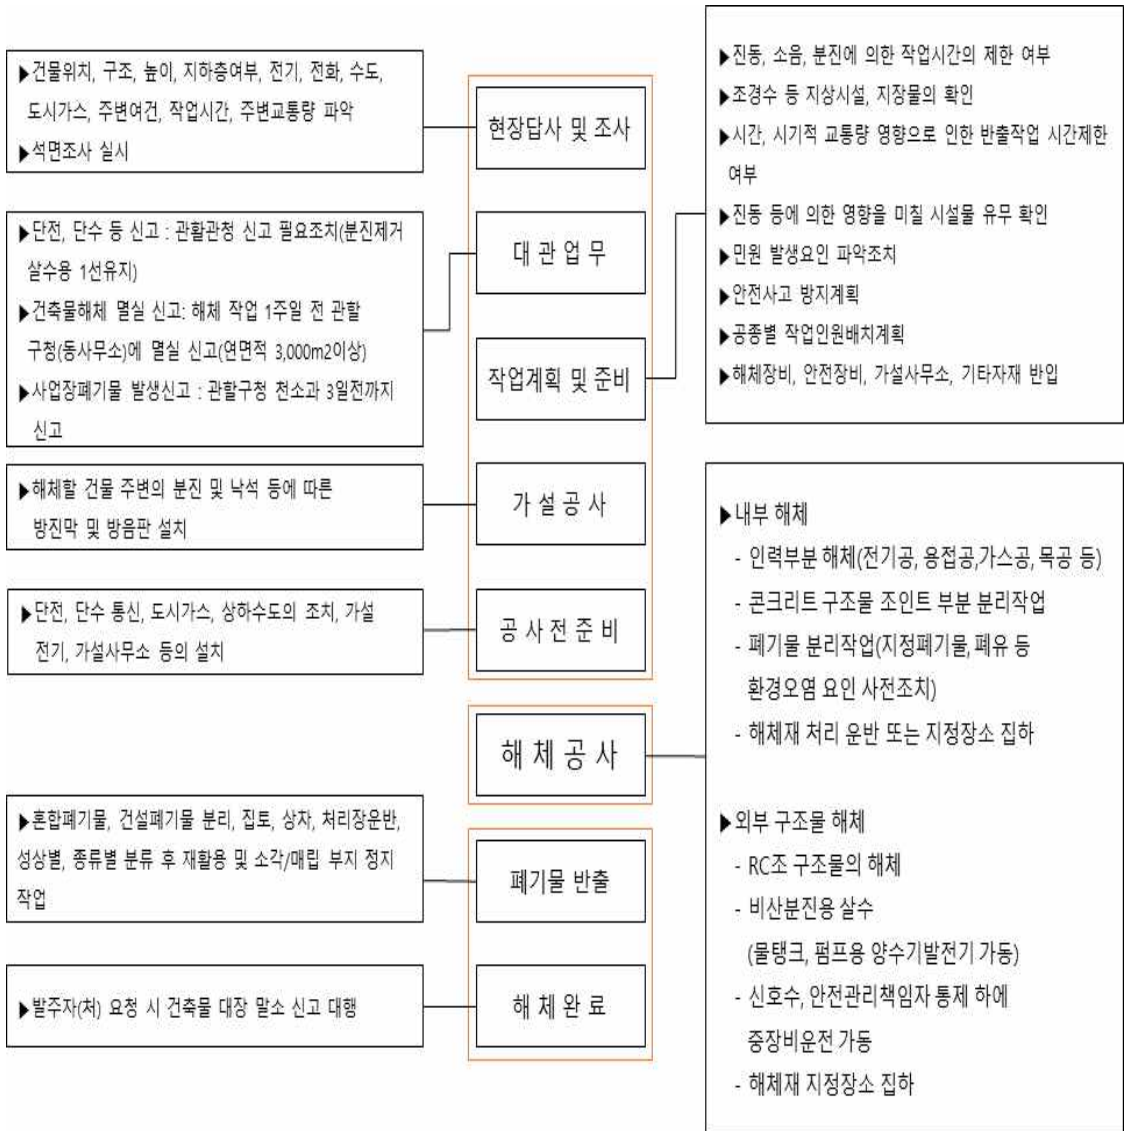 ▶건물위치, 구조, 높이, 지하층여부, 전기, 전화, 수도,
도시가스, 주변여건, 작업시간, 주변교통량 파악
▶석면조사 실시
현장답사 및 조사
▶단전, 단수 등 신고 : 관활관청 신고 필요조치(분진제거
살수용 1선유지)
▶건축물해체 멸실 신고: 해체 작업 1주일 전 관할
구청(동사무소)에 멸실 신고(연면적 3,000m2이상)
▶사업장폐기물 발생신고 : 관할구청 천소과 3일전까지
신고
대 관 업 무
작업계획 및 준비
▶진동, 소음, 분진에 의한 작업시간의 제한 여부
▶조경수 등 지상시설, 지장물의 확인
▶시간, 시기적 교통량 영향으로 인한 반출작업 시간제한
여부
▶진동 등에 의한 영향을 미칠 시설물 유무 확인
▶민원 발생요인 파악조치
▶안전사고 방지계획
▶공종별 작업인원배치계획
▶해체장비, 안전장비, 가설사무소, 기타자재 반입
▶해체할 건물 주변의 분진 및 낙석 등에 따른
방진막 및 방음판 설치
가 설 공 사
▶단전, 단수 통신, 도시가스, 상하수도의 조치, 가설
전기, 가설사무소 등의 설치
공 사 전 준 비
해 체 공 사
▶내부 해체
- 인력부분 해체(전기공, 용접공,가스공, 목공 등)
- 콘크리트 구조물 조인트 부분 분리작업
- 폐기물 분리작업(지정폐기물, 폐유 등
환경오염 요인 사전조치)
- 해체재 처리 운반 또는 지정장소 집하
▶외부 구조물 해체
- RC조 구조물의 해체
- 비산분진용 살수
(물탱크, 펌프용 양수기발전기 가동)
- 신호수, 안전관리책임자 통제 하에
중장비운전 가동
- 해체재 지정장소 집하
▶혼합폐기물, 건설폐기물 분리, 집토, 상차, 처리장운반,
성상별, 종류별 분류 후 재활용 및 소각/매립 부지 정지
작업
폐기물 반출
▶발주자(처) 요청 시 건축물 대장 말소 신고 대행
해 체 완 료